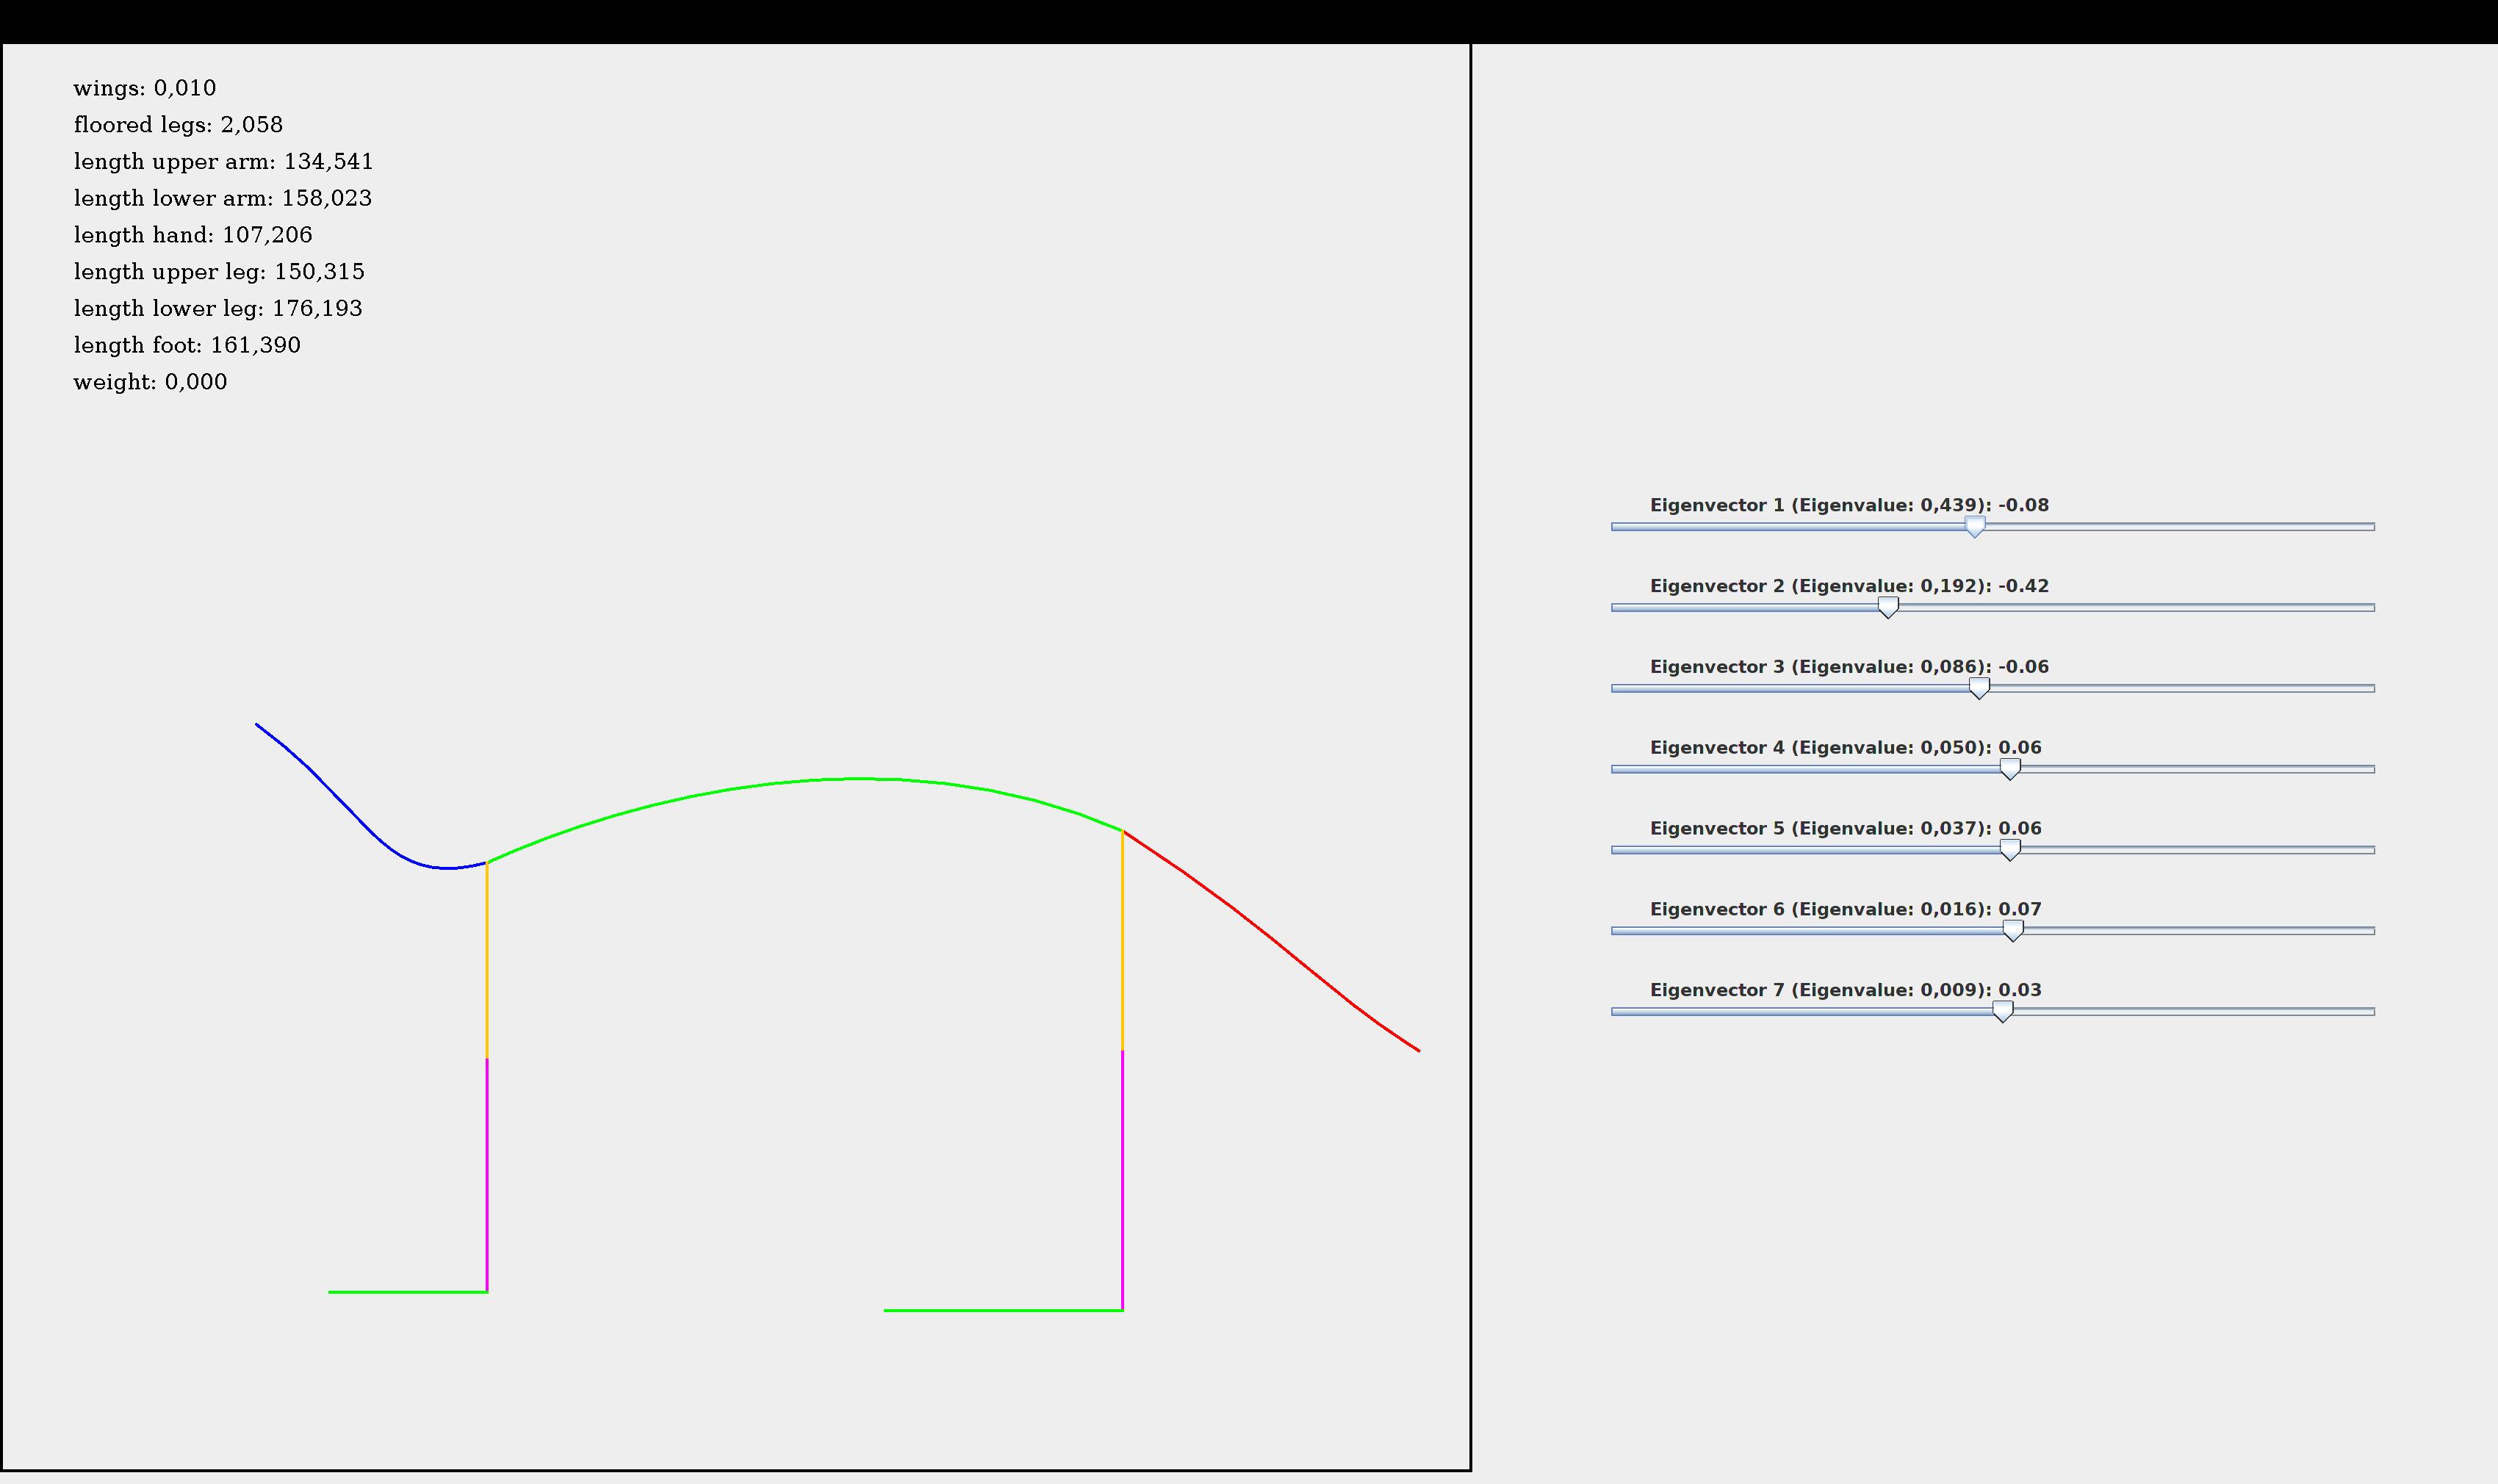 wings: 0,010
floored legs: 2,058
length upper arm: 134,541
length lower arm: 158,023
length hand: 107,206
length upper leg: 150,315
length lower leg: 176,193
length foot: 161,390
weight: 0,000
Eigenvector 1 (Eigenvalue: 0,439): -0.08
Eigenvector 2 (Eigenvalue: 0,192): -0.42
Eigenvector 3 (Eigenvalue: 0,086): -0.06
Eigenvector 4 (Eigenvalue: 0,050): 0.06
Eigenvector 5 (Eigenvalue: 0,037): 0.06
Eigenvector 6 (Eigenvalue: 0,016): 0.07
Eigenvector 7 (Eigenvalue: 0,009): 0.03